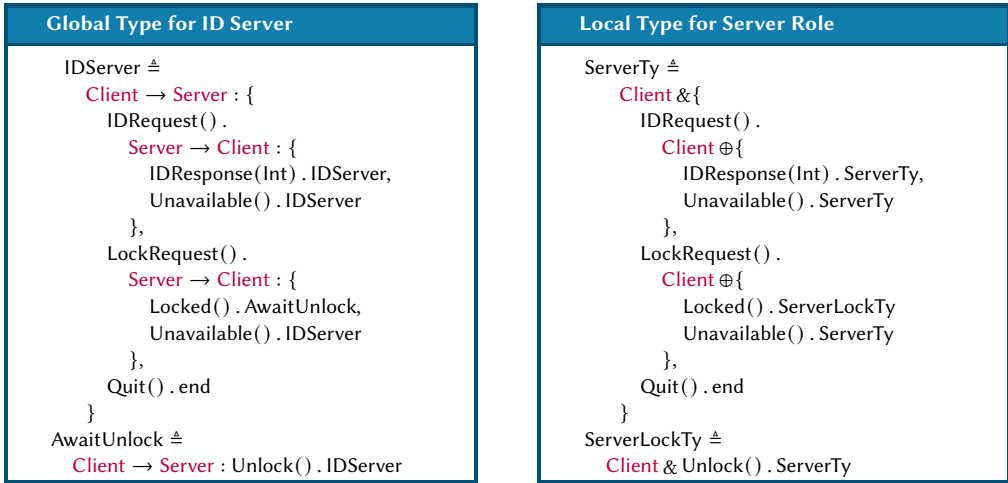 Global Type for ID Server
IDServer ≜
Client → Server : {
IDRequest() .
Server → Client : {
IDResponse(Int) . IDServer,
Unavailable() . IDServer
},
LockRequest() .
Server → Client : {
Locked() . AwaitUnlock,
Unavailable() . IDServer
},
Quit() . end
}
AwaitUnlock ≜
Client → Server : Unlock() . IDServer
Local Type for Server Role
ServerTy ≜
Client &{
IDRequest() .
Client ⊕{
IDResponse(Int) . ServerTy,
Unavailable() . ServerTy
},
LockRequest() .
Client ⊕{
Locked() . ServerLockTy
Unavailable() . ServerTy
},
Quit() . end
}
ServerLockTy ≜
Client & Unlock() . ServerTy